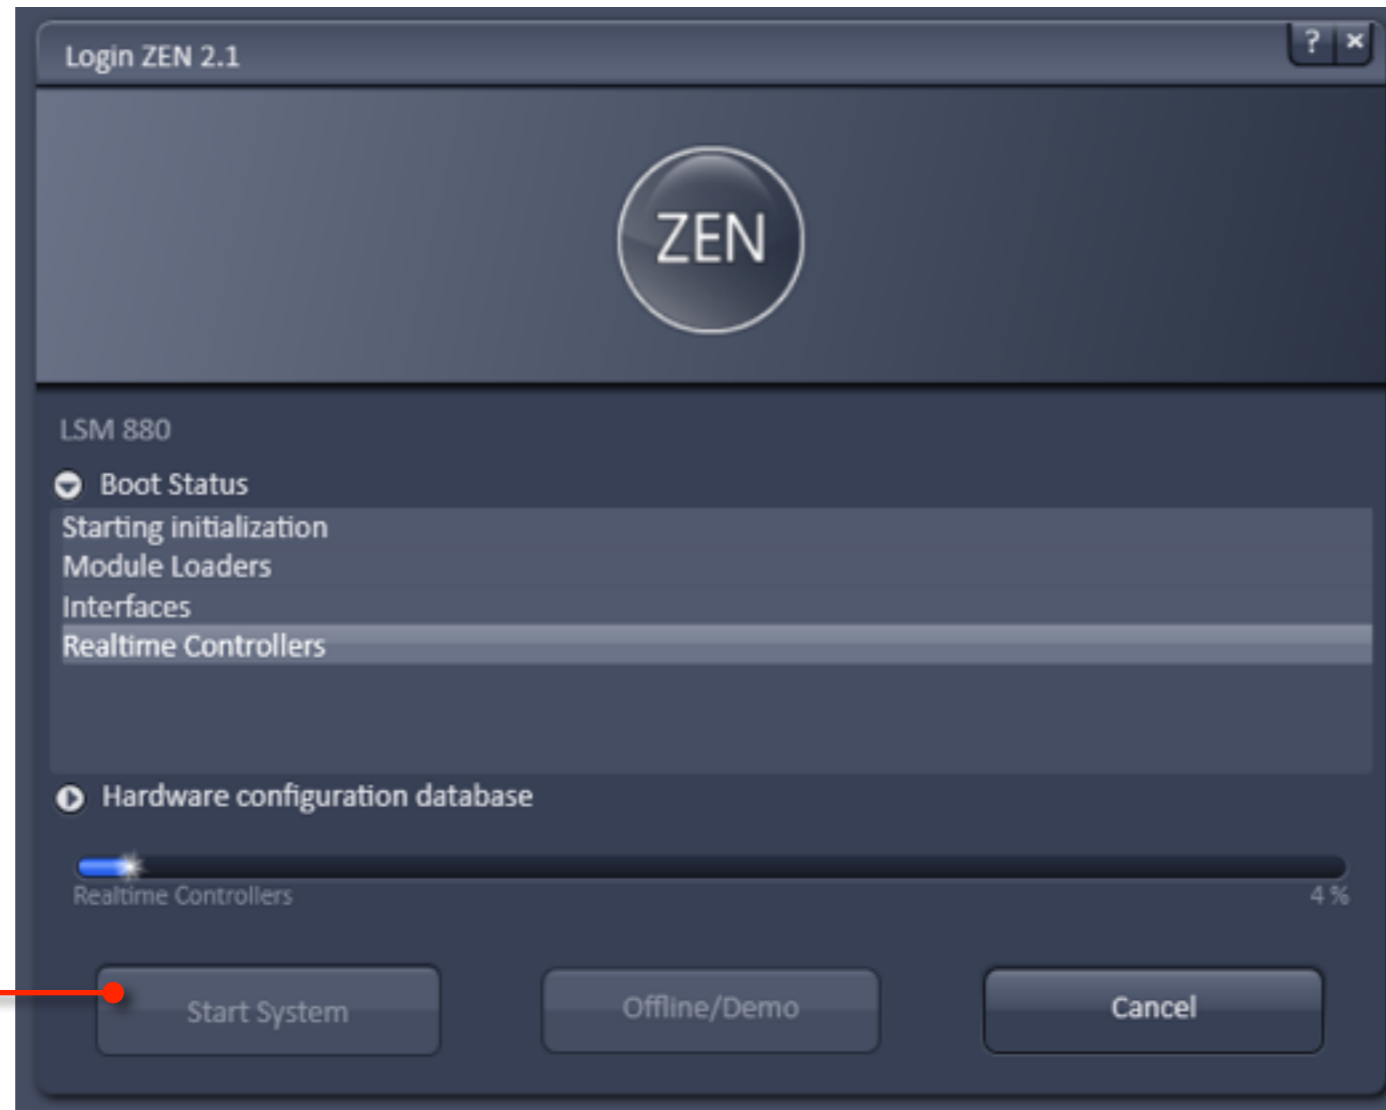 Login ZEN 2.1
? ×
ZEN
LSM 880
Boot Status
Starting initialization
Module Loaders
Interfaces
Realtime Controllers
Hardware configuration database
Realtime Controllers 4 %
Start System Offline/Demo Cancel